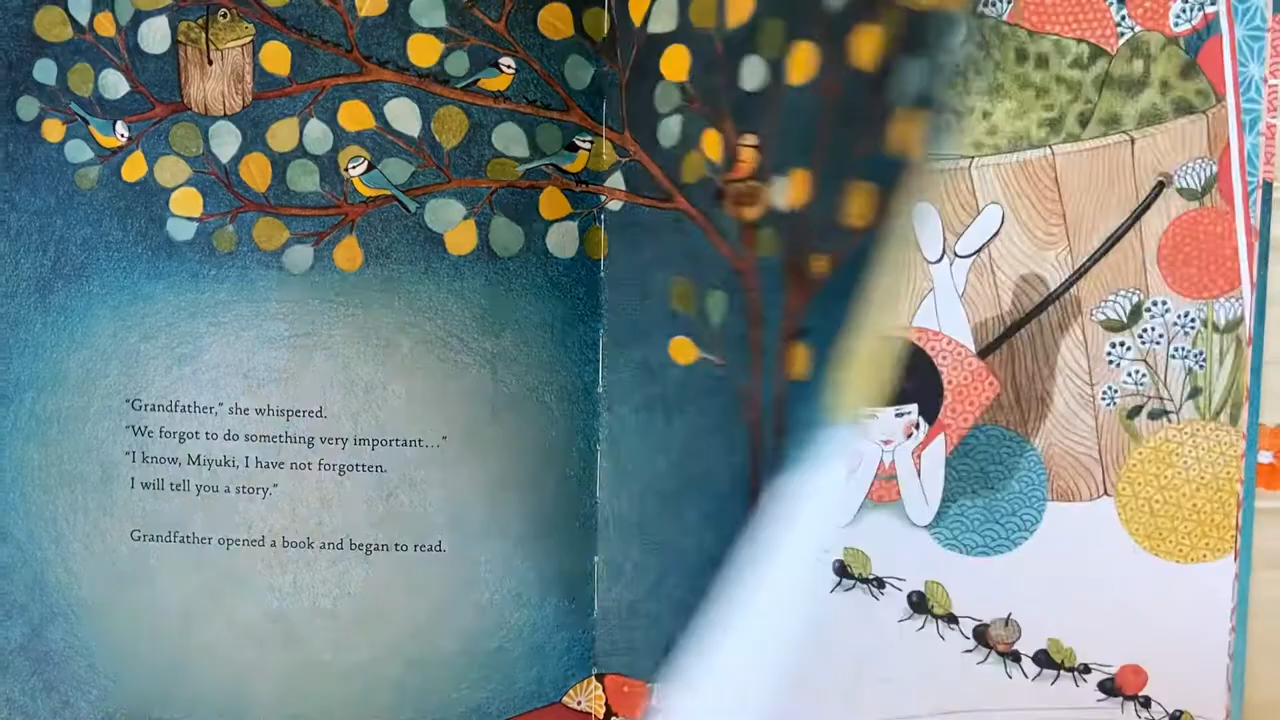 “Grandfather,” she whispered.
“We forgot to do something very important...”
“I know, Miyuki, I have not forgotten.
I will tell you a story.”
Grandfather opened a book and began to read.